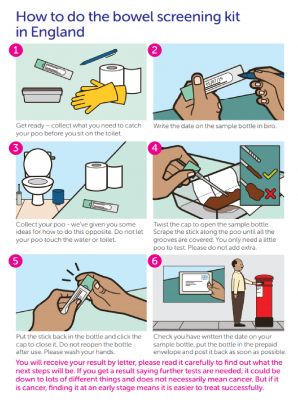 How to do the bowel screening kit
in England
1
2
Get ready – collect what you need to catch
your poo before you sit on the toilet.
Write the date on the sample bottle in biro.
3
4
Collect your poo – we've given you some
ideas for how to do this opposite. Do not let
your poo touch the water or toilet.
Twist the cap to open the sample bottle.
Scrape the stick along the poo until all the
grooves are covered. You only need a little
poo to test. Please do not add extra.
5
6
Put the stick back in the bottle and click the
cap to close it. Do not reopen the bottle
after use. Please wash your hands.
Check you have written the date on your
sample bottle, put the bottle in the prepaid
envelope and post it back as soon as possible.
You will receive your result by letter, please read it carefully to find out what the
next steps will be. If you get a result saying further tests are needed, it could be
down to lots of different things and does not necessarily mean cancer. But if it
is cancer, finding it at an early stage means it is easier to treat successfully.